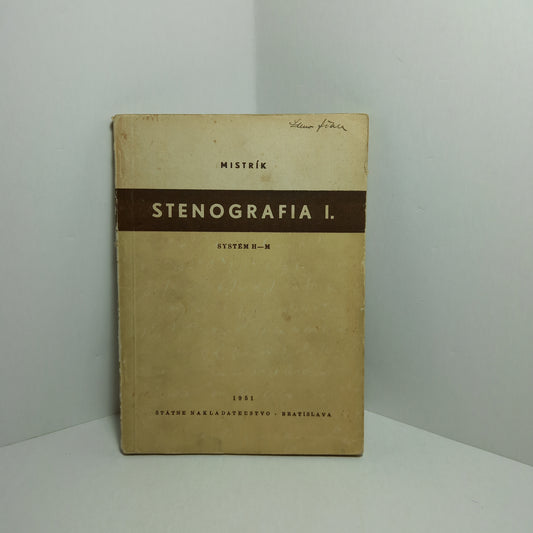 MISTRÍK
STENOGRAFIA I.
SYSTÉM H—M
1951
ŠTÁTNE NAKLADATEĽSTVO - BRATISLAVA